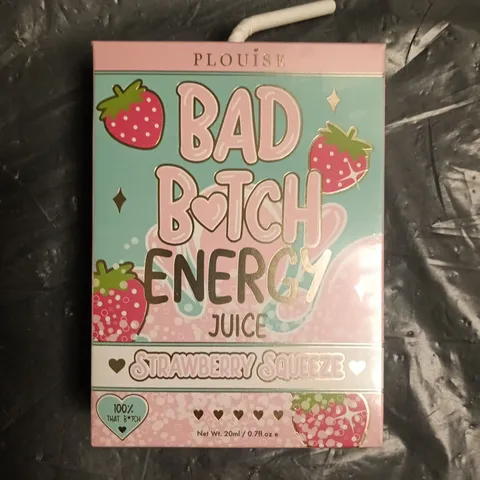 PLOUISE
BAD
B♥TCH
ENERGY
JUICE
STRAWBERRY SQUEEZE
100%
THAT B*TCH
Net Wt. 20ml / 0.7fl.oz e